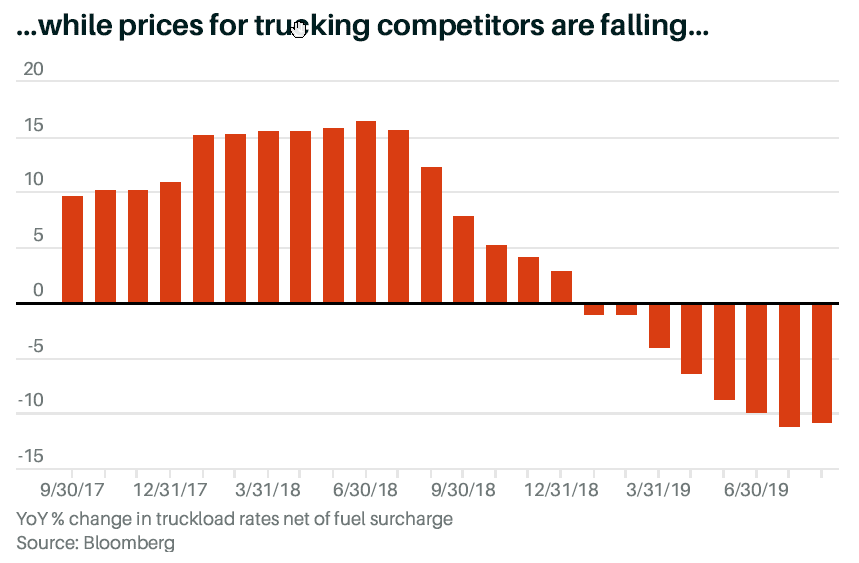 ...while prices for trucking competitors are falling...
20
15
10
5
0
-5
-10
-15
9/30/17 12/31/17 3/31/18 6/30/18 9/30/18 12/31/18 3/31/19 6/30/19
YoY % change in truckload rates net of fuel surcharge
Source: Bloomberg